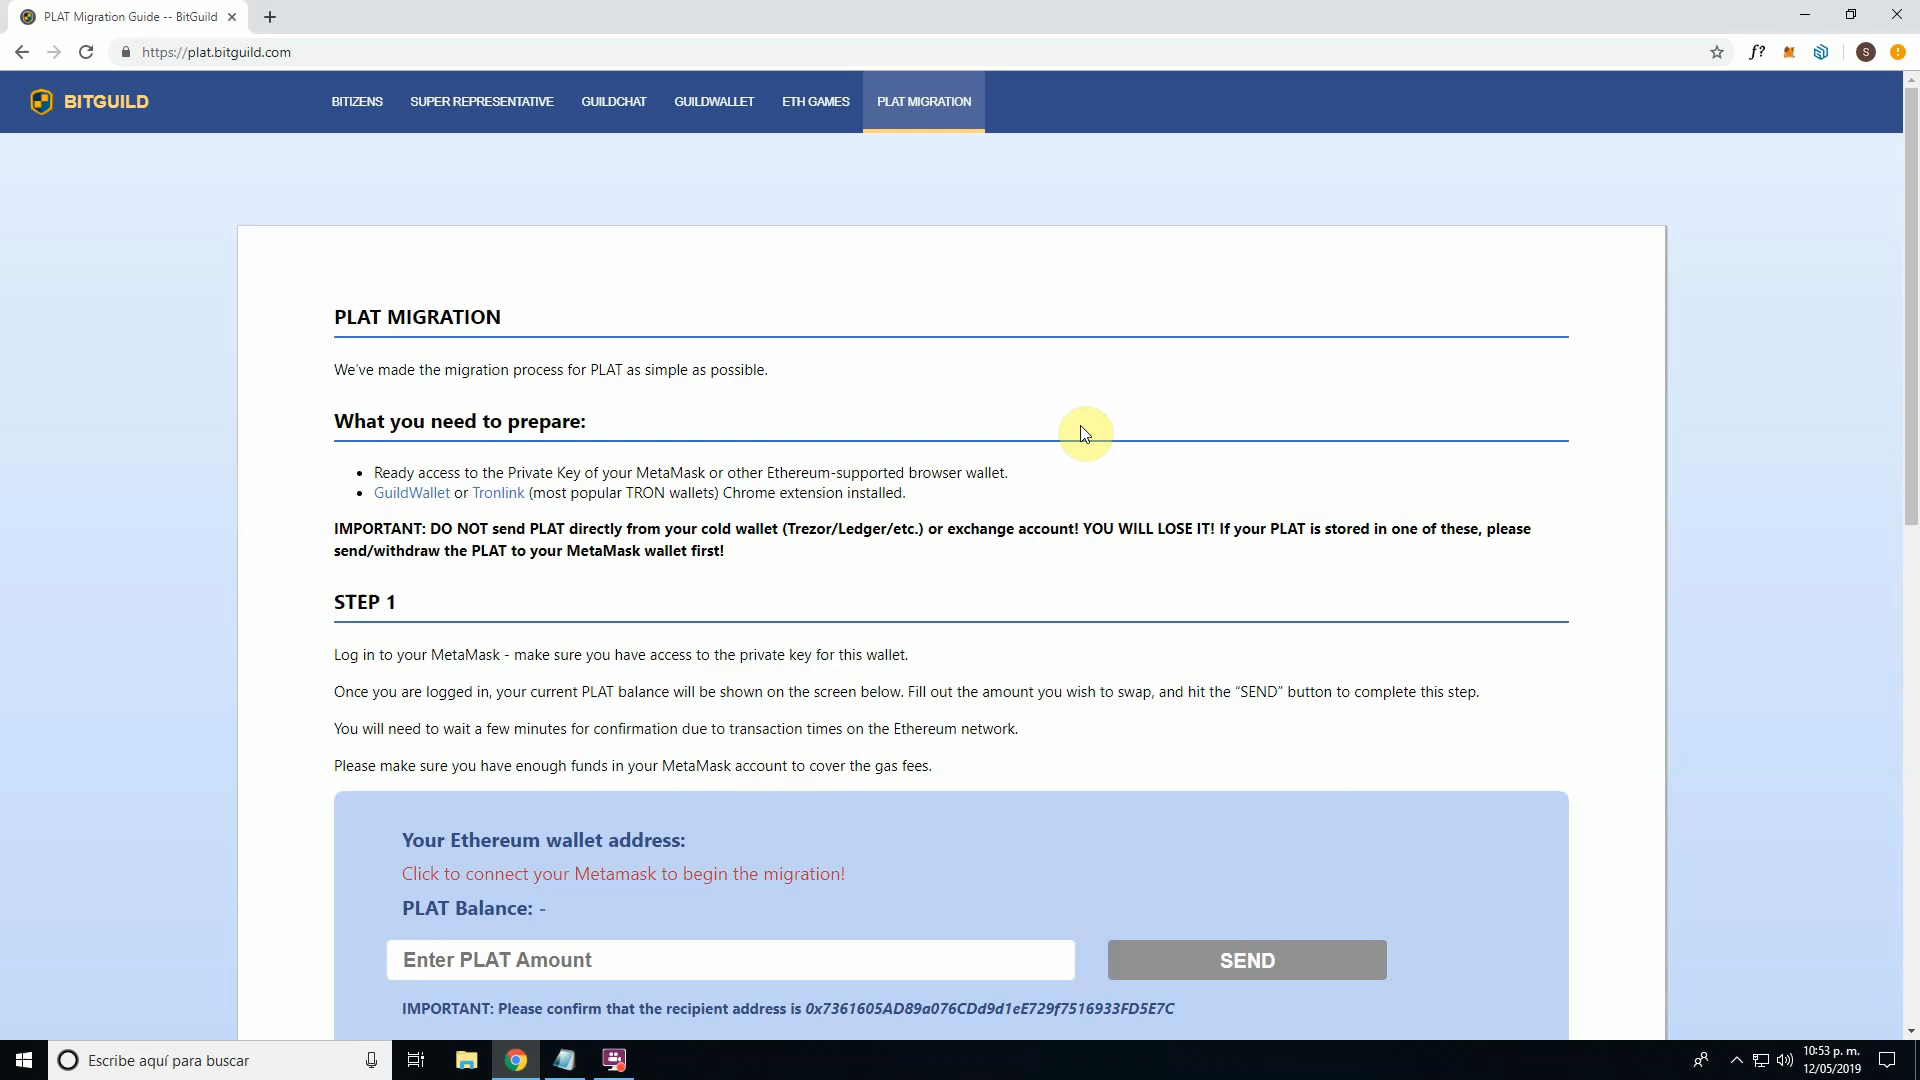 PLAT Migration Guide -- BitGuild
https://plat.bitguild.com
f?
S
BITGUILD
BITIZENS
SUPER REPRESENTATIVE
GUILDCHAT
GUILDWALLET
ETH GAMES
PLAT MIGRATION
PLAT MIGRATION
We've made the migration process for PLAT as simple as possible.
What you need to prepare:
• Ready access to the Private Key of your MetaMask or other Ethereum-supported browser wallet.
• GuildWallet or Tronlink (most popular TRON wallets) Chrome extension installed.
IMPORTANT: DO NOT send PLAT directly from your cold wallet (Trezor/Ledger/etc.) or exchange account! YOU WILL LOSE IT! If your PLAT is stored in one of these, please
send/withdraw the PLAT to your MetaMask wallet first!
STEP 1
Log in to your MetaMask - make sure you have access to the private key for this wallet.
Once you are logged in, your current PLAT balance will be shown on the screen below. Fill out the amount you wish to swap, and hit the “SEND” button to complete this step.
You will need to wait a few minutes for confirmation due to transaction times on the Ethereum network.
Please make sure you have enough funds in your MetaMask account to cover the gas fees.
Your Ethereum wallet address:
Click to connect your Metamask to begin the migration!
PLAT Balance: -
Enter PLAT Amount
SEND
IMPORTANT: Please confirm that the recipient address is 0x7361605AD89a076CDd9d1eE729f7516933FD5E7C
Escribe aquí para buscar
10:53 p. m.
12/05/2019